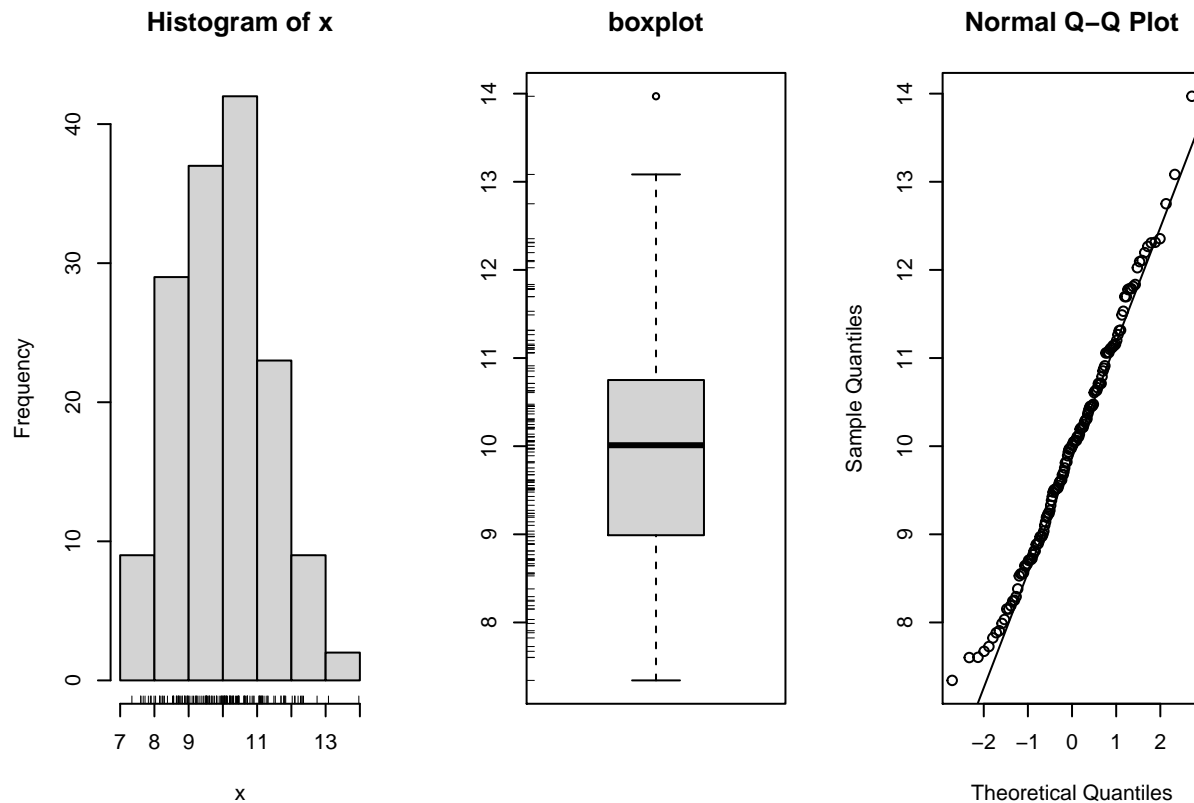 Histogram of x
Frequency
0
10
20
30
40
7 8 9 11 13
x
boxplot
8
9
10
11
12
13
14
Normal Q−Q Plot
Sample Quantiles
8
9
10
11
12
13
14
−2 −1 0 1 2
Theoretical Quantiles